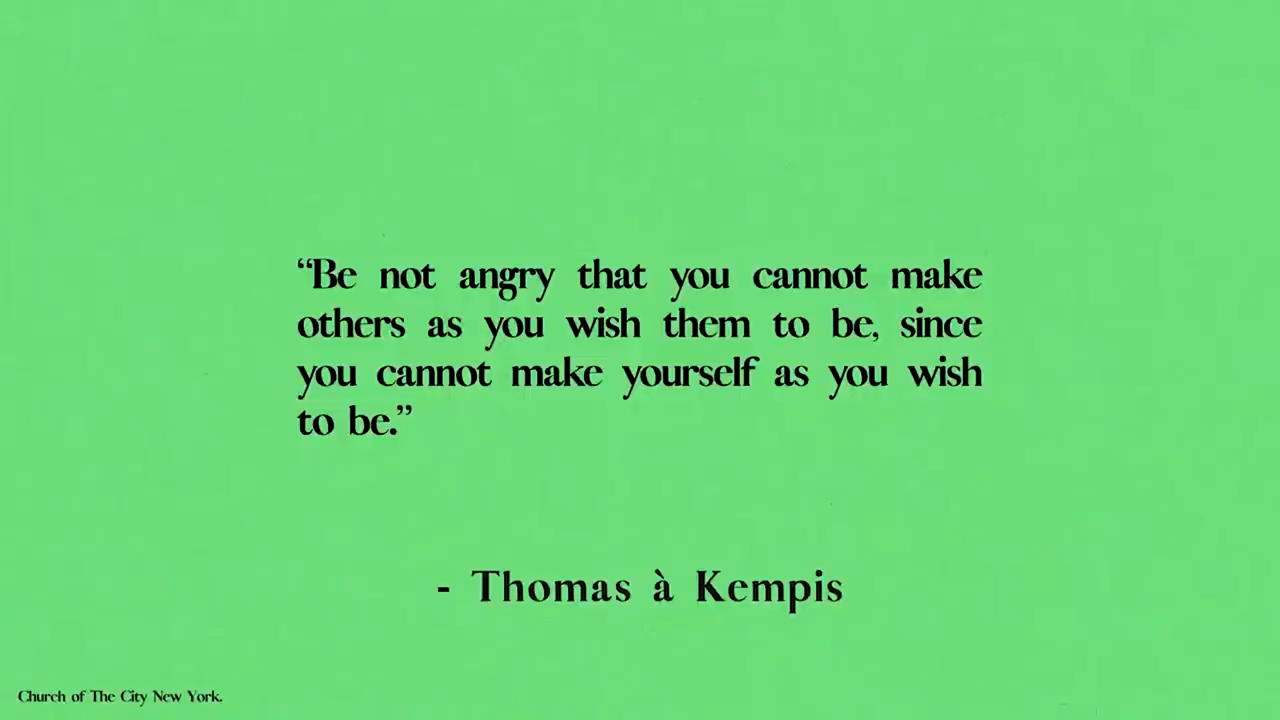 “Be not angry that you cannot make
others as you wish them to be, since
you cannot make yourself as you wish
to be.”
- Thomas à Kempis
Church of The City New York.